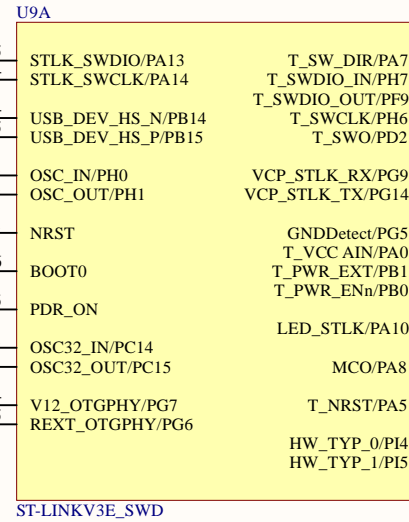 U9A
STLK_SWDIO/PA13
STLK_SWCLK/PA14
USB_DEV_HS_N/PB14
USB_DEV_HS_P/PB15
OSC_IN/PH0
OSC_OUT/PH1
NRST
BOOT0
PDR_ON
OSC32_IN/PC14
OSC32_OUT/PC15
V12_OTGPHY/PG7
REXT_OTGPHY/PG6
T_SW_DIR/PA7
T_SWDIO_IN/PH7
T_SWDIO_OUT/PF9
T_SWCLK/PH6
T_SWO/PD2
VCP_STLK_RX/PG9
VCP_STLK_TX/PG14
GNDDetect/PG5
T_VCC AIN/PA0
T_PWR_EXT/PB1
T_PWR_ENn/PB0
LED_STLK/PA10
MCO/PA8
T_NRST/PA5
HW_TYP_0/PI4
HW_TYP_1/PI5
ST-LINKV3E_SWD